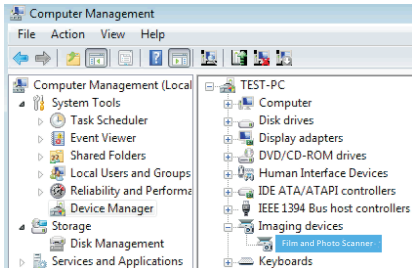 Computer Management
File Action View Help
Computer Management (Local
System Tools
Task Scheduler
Event Viewer
Shared Folders
Local Users and Groups
Reliability and Performa
Device Manager
Storage
Disk Management
Services and Applications
TEST-PC
Computer
Disk drives
Display adapters
DVD/CD-ROM drives
Human Interface Devices
IDE ATA/ATAPI controllers
IEEE 1394 Bus host controllers
Imaging devices
Film and Photo Scanner
Keyboards